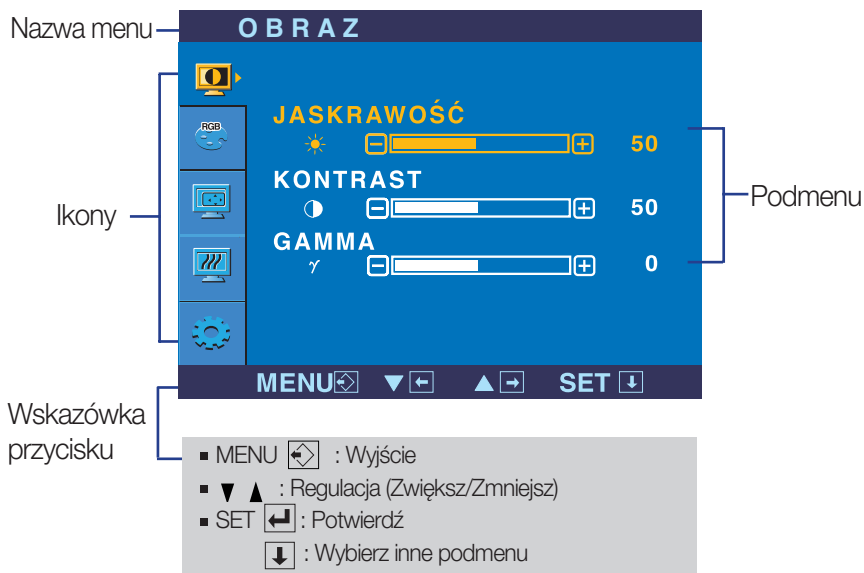 Nazwa menu
OBRAZ
RGB
JASKRAWOŚĆ
50
KONTRAST
50
GAMMA
γ 0
Ikony
Podmenu
MENU ▼ ← ▲ → SET ↓
Wskazówka
przycisku
▪ MENU : Wyjście
▪ ▼ ▲ : Regulacja (Zwiększ/Zmniejsz)
▪ SET ↵ : Potwierdź
↓ : Wybierz inne podmenu